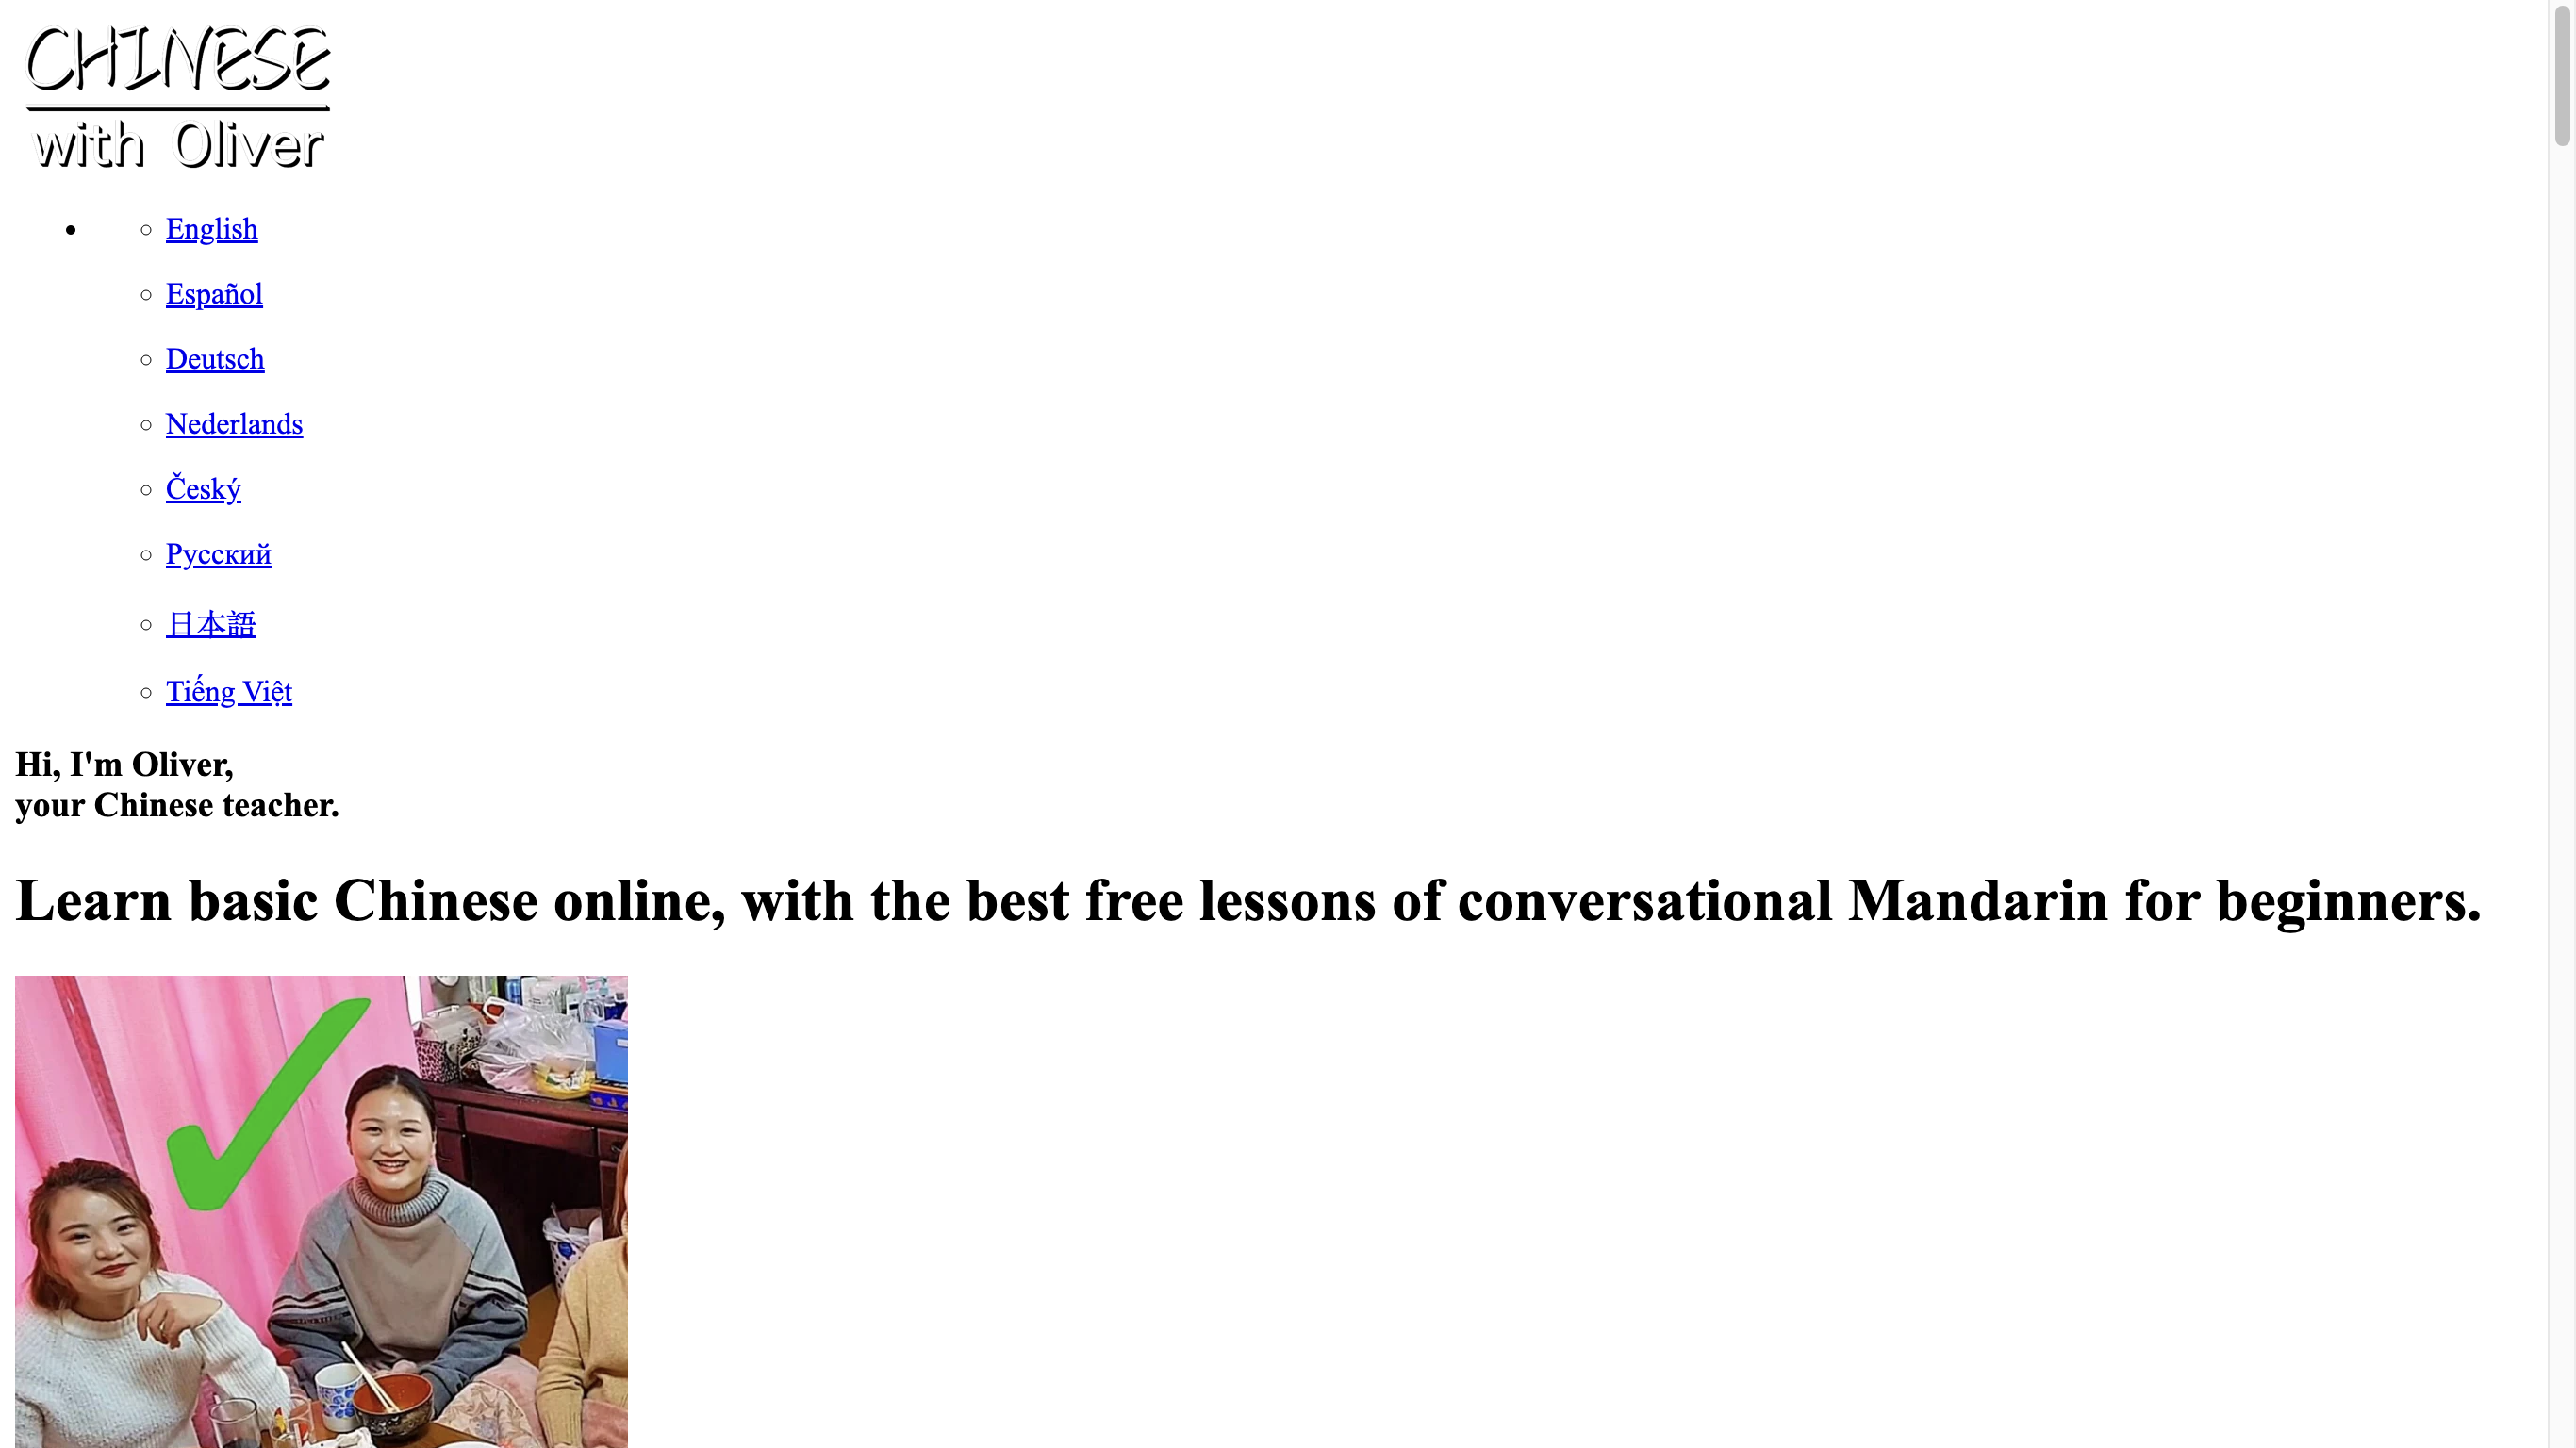 CHINESE
with Oliver
English
Español
Deutsch
Nederlands
Český
Русский
日本語
Tiếng Việt
Hi, I'm Oliver,
your Chinese teacher.
Learn basic Chinese online, with the best free lessons of conversational Mandarin for beginners.